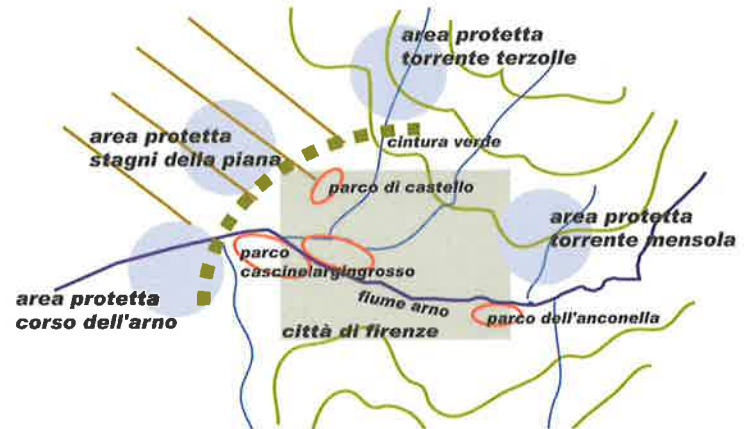 area protetta
torrente terzolle
area protetta
stagni della piana
cintura verde
parco di castello
area protetta
torrente mensola
parco
cascinelargingrosso
area protetta
corso dell'arno
fiume arno
parco dell'anconella
città di firenze